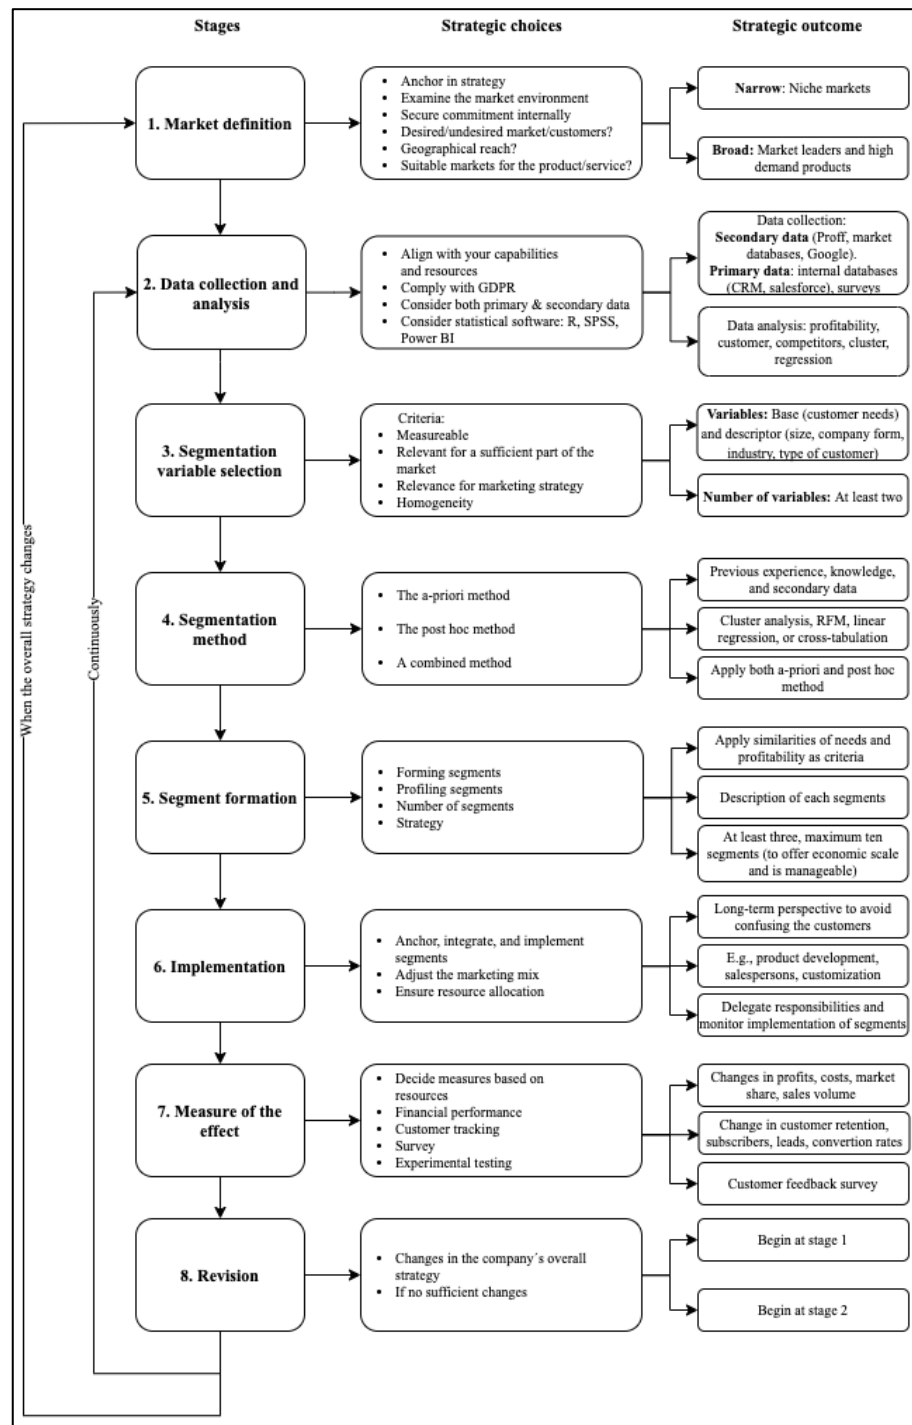 Stages
Strategic choices
Strategic outcome
1. Market definition
• Anchor in strategy
• Examine the market environment
• Secure commitment internally
• Desired/undesired market/customers?
• Geographical reach?
• Suitable markets for the product/service?
Narrow: Niche markets
Broad: Market leaders and high
demand products
2. Data collection and
analysis
• Align with your capabilities
and resources
• Comply with GDPR
• Consider both primary & secondary data
• Consider statistical software: R, SPSS,
Power BI
Data collection:
Secondary data (Proff, market
databases, Google).
Primary data: internal databases
(CRM, salesforce), surveys
Data analysis: profitability,
customer, competitors, cluster,
regression
3. Segmentation
variable selection
Criteria:
• Measureable
• Relevant for a sufficient part of the
market
• Relevance for marketing strategy
• Homogeneity
Variables: Base (customer needs)
and descriptor (size, company form,
industry, type of customer)
Number of variables: At least two
4. Segmentation
method
• The a-priori method
• The post hoc method
• A combined method
Previous experience, knowledge,
and secondary data
Cluster analysis, RFM, linear
regression, or cross-tabulation
Apply both a-priori and post hoc
method
5. Segment formation
• Forming segments
• Profiling segments
• Number of segments
• Strategy
Apply similarities of needs and
profitability as criteria
Description of each segments
At least three, maximum ten
segments (to offer economic scale
and is manageable)
6. Implementation
• Anchor, integrate, and implement
segments
• Adjust the marketing mix
• Ensure resource allocation
Long-term perspective to avoid
confusing the customers
E.g., product development,
salespersons, customization
Delegate responsibilities and
monitor implementation of segments
7. Measure of the
effect
• Decide measures based on
resources
• Financial performance
• Customer tracking
• Survey
• Experimental testing
Changes in profits, costs, market
share, sales volume
Change in customer retention,
subscribers, leads, convertion rates
Customer feedback survey
8. Revision
• Changes in the company´s overall
strategy
• If no sufficient changes
Begin at stage 1
Begin at stage 2
When the overall strategy changes
Continuously